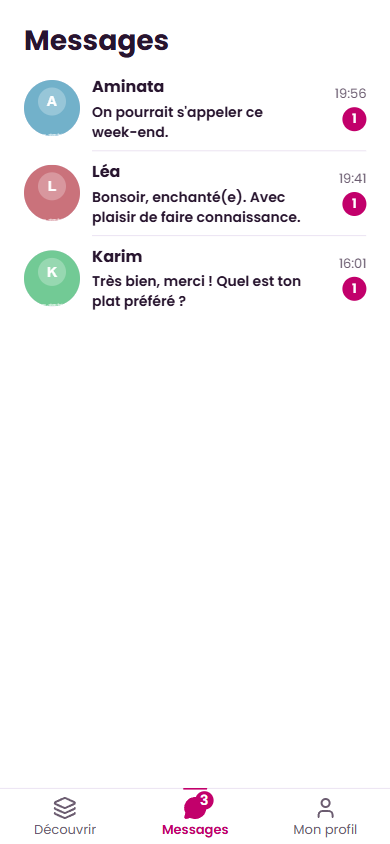 Messages
A
Aminata
19:56
On pourrait s'appeler ce
week-end.
1
L
Léa
19:41
Bonsoir, enchanté(e). Avec
plaisir de faire connaissance.
1
K
Karim
16:01
Très bien, merci ! Quel est ton
plat préféré ?
1
3
Découvrir
Messages
Mon profil